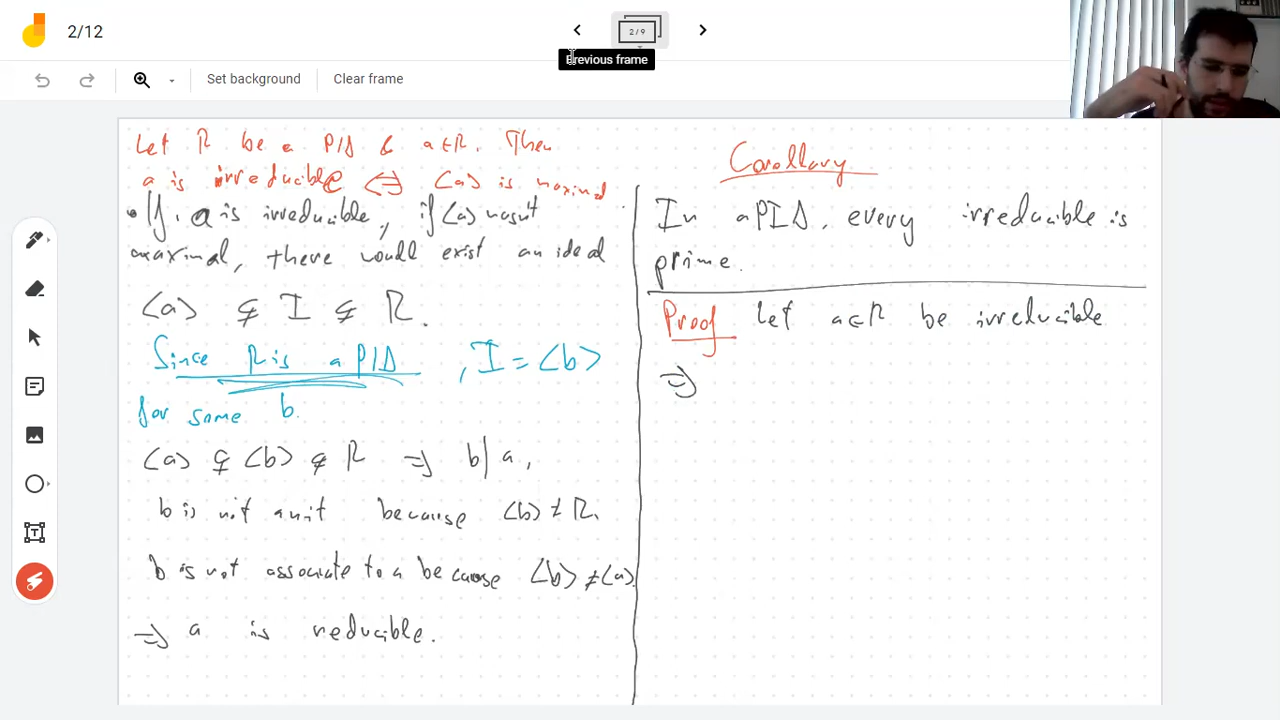 2/12
2/9
Previous frame
Set background
Clear frame
Let R be a PID & a∈R. Then
a is irreducible ⇔ (a) is maximal
• If a is irreducible, if (a) wasn't
maximal, there would exist an ideal
(a) ⊊ I ⊊ R.
Since R is a PID, I = (b)
for some b.
(a) ⊊ (b) ⊊ R ⇒ b | a,
b is not a unit because (b) ≠ R.
b is not associate to a because (b) ≠ (a).
⇒ a is reducible.
Corollary
In a PID, every irreducible is
prime.
Proof Let a∈R be irreducible
⇒